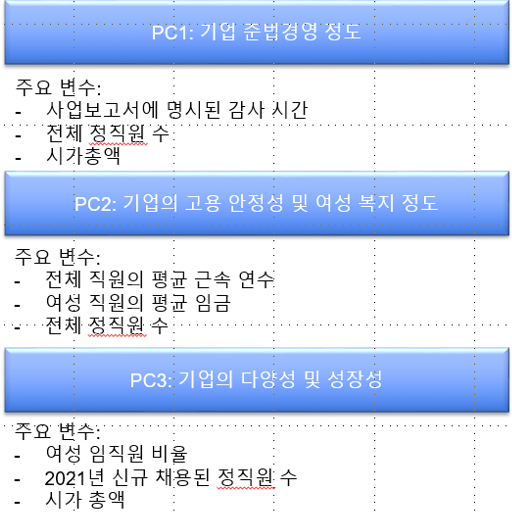 PC1: 기업 준법경영 정도
주요 변수:
- 사업보고서에 명시된 감사 시간
- 전체 정직원 수
- 시가총액
PC2: 기업의 고용 안정성 및 여성 복지 정도
주요 변수:
- 전체 직원의 평균 근속 연수
- 여성 직원의 평균 임금
- 전체 정직원 수
PC3: 기업의 다양성 및 성장성
주요 변수:
- 여성 임직원 비율
- 2021년 신규 채용된 정직원 수
- 시가 총액